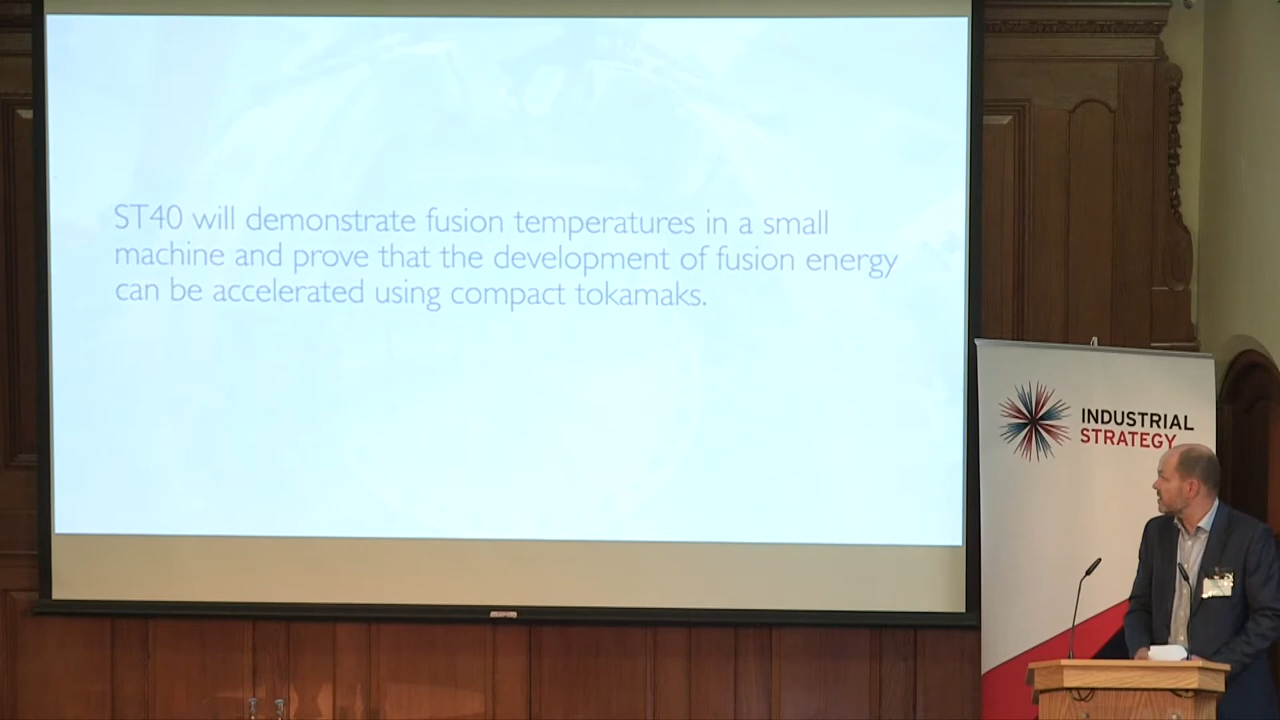 ST40 will demonstrate fusion temperatures in a small
machine and prove that the development of fusion energy
can be accelerated using compact tokamaks.
INDUSTRIAL
STRATEGY